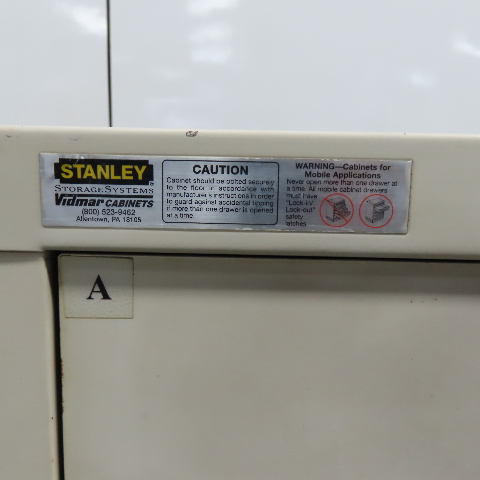 STANLEY
STORAGE SYSTEMS
Vidmar CABINETS
(800) 523-9462
Allentown, PA 18105
CAUTION
Cabinet should be bolted securely
to the floor in accordance with
manufacturer's instructions in order
to guard against accidental tipping
if more than one drawer is opened
at a time.
WARNING—Cabinets for
Mobile Applications
Never open more than one drawer at
a time. All mobile cabinet drawers
must have
"Lock-in/
Lock-out"
safety
latches
A